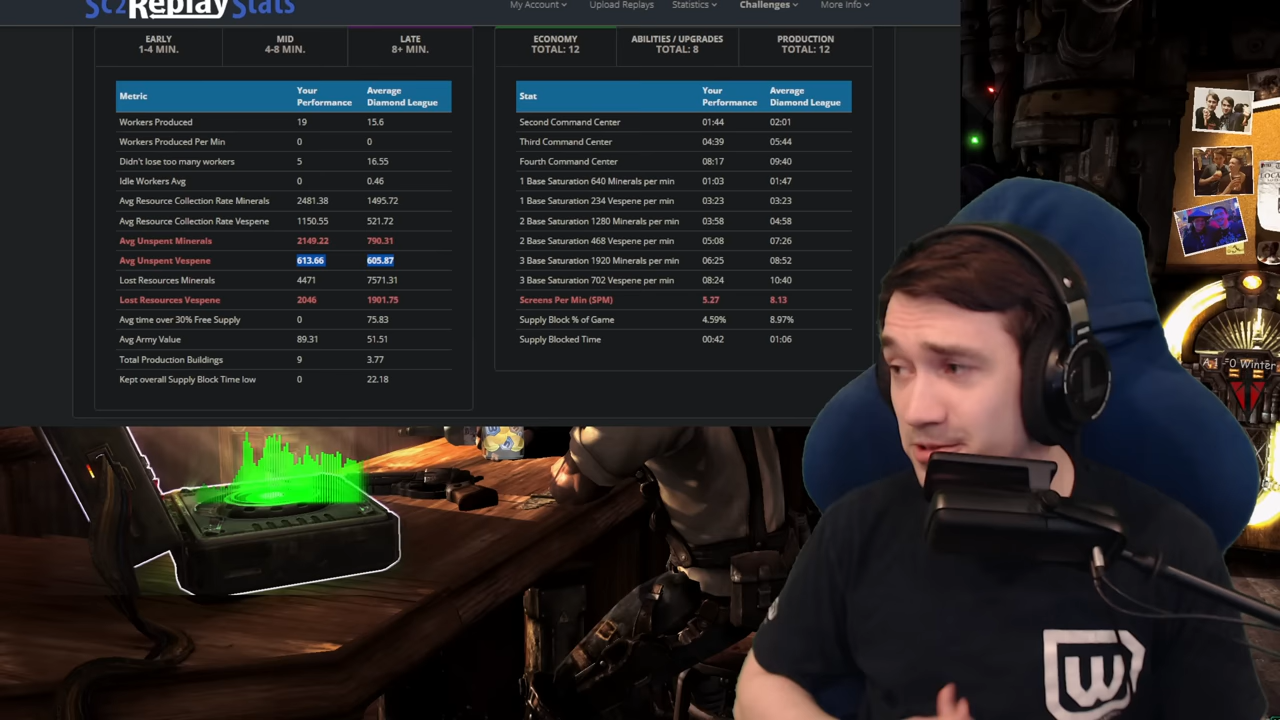 Sc2ReplayStats
My Account
Upload Replays
Statistics
Challenges
More Info
EARLY
1-4 MIN.
MID
4-8 MIN.
LATE
8+ MIN.
Metric Your Performance Average Diamond League
Workers Produced 19 15.6
Workers Produced Per Min 0 0
Didn't lose too many workers 5 16.55
Idle Workers Avg 0 0.46
Avg Resource Collection Rate Minerals 2481.38 1495.72
Avg Resource Collection Rate Vespene 1150.55 521.72
Avg Unspent Minerals 2149.22 790.31
Avg Unspent Vespene 613.66 605.87
Lost Resources Minerals 4471 7571.31
Lost Resources Vespene 2046 1901.75
Avg time over 30% Free Supply 0 75.83
Avg Army Value 89.31 51.51
Total Production Buildings 9 3.77
Kept overall Supply Block Time low 0 22.18
ECONOMY
TOTAL: 12
ABILITIES / UPGRADES
TOTAL: 8
PRODUCTION
TOTAL: 12
Stat Your Performance Average Diamond League
Second Command Center 01:44 02:01
Third Command Center 04:39 05:44
Fourth Command Center 08:17 09:40
1 Base Saturation 640 Minerals per min 01:03 01:47
1 Base Saturation 234 Vespene per min 03:23 03:23
2 Base Saturation 1280 Minerals per min 03:58 04:58
2 Base Saturation 468 Vespene per min 05:08 07:26
3 Base Saturation 1920 Minerals per min 06:25 08:52
3 Base Saturation 702 Vespene per min 08:24 10:40
Screens Per Min (SPM) 5.27 8.13
Supply Block % of Game 4.59% 8.97%
Supply Blocked Time 00:42 01:06
Winter
W